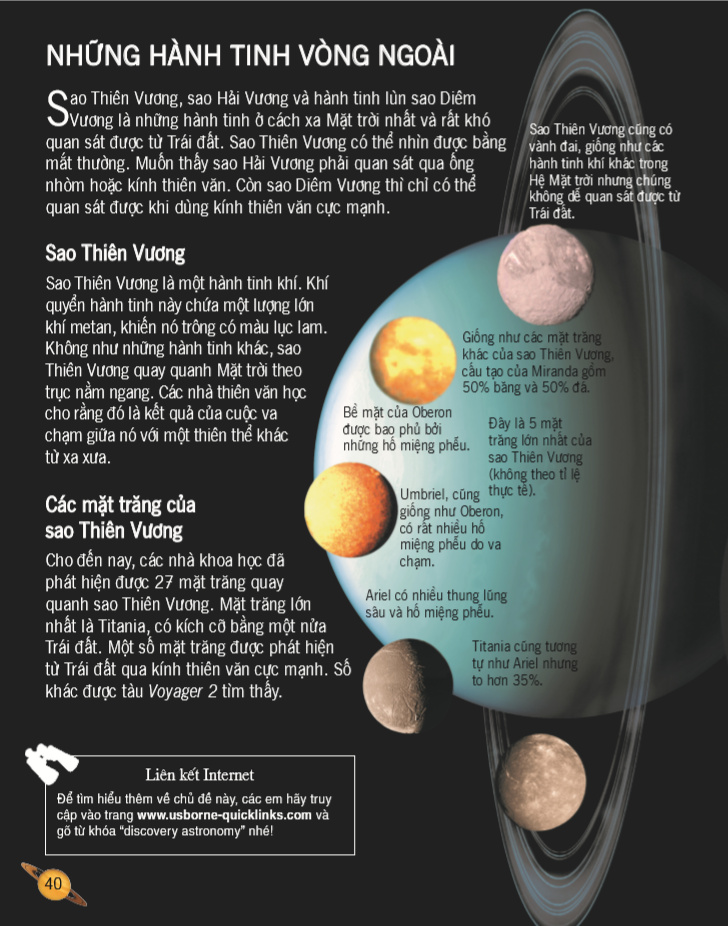 NHỮNG HÀNH TINH VÒNG NGOÀI
Sao Thiên Vương, sao Hải Vương và hành tinh lùn sao Diêm
Vương là những hành tinh ở cách xa Mặt trời nhất và rất khó
quan sát được từ Trái đất. Sao Thiên Vương có thể nhìn được bằng
mắt thường. Muốn thấy sao Hải Vương phải quan sát qua ống
nhòm hoặc kính thiên văn. Còn sao Diêm Vương thì chỉ có thể
quan sát được khi dùng kính thiên văn cực mạnh.
Sao Thiên Vương cũng có
vành đai, giống như các
hành tinh khí khác trong
Hệ Mặt trời nhưng chúng
không dễ quan sát được từ
Trái đất.
Sao Thiên Vương
Sao Thiên Vương là một hành tinh khí. Khí
quyển hành tinh này chứa một lượng lớn
khí metan, khiến nó trông có màu lục lam.
Không như những hành tinh khác, sao
Thiên Vương quay quanh Mặt trời theo
trục nằm ngang. Các nhà thiên văn học
cho rằng đó là kết quả của cuộc va
chạm giữa nó với một thiên thể khác
từ xa xưa.
Giống như các mặt trăng
khác của sao Thiên Vương,
cấu tạo của Miranda gồm
50% băng và 50% đá.
Bề mặt của Oberon
được bao phủ bởi
những hố miệng phễu.
Đây là 5 mặt
trăng lớn nhất của
sao Thiên Vương
(không theo tỉ lệ
thực tế).
Umbriel, cũng
giống như Oberon,
có rất nhiều hố
miệng phễu do va
chạm.
Ariel có nhiều thung lũng
sâu và hố miệng phễu.
Titania cũng tương
tự như Ariel nhưng
to hơn 35%.
Các mặt trăng của
sao Thiên Vương
Cho đến nay, các nhà khoa học đã
phát hiện được 27 mặt trăng quay
quanh sao Thiên Vương. Mặt trăng lớn
nhất là Titania, có kích cỡ bằng một nửa
Trái đất. Một số mặt trăng được phát hiện
từ Trái đất qua kính thiên văn cực mạnh. Số
khác được tàu Voyager 2 tìm thấy.
Liên kết Internet
Để tìm hiểu thêm về chủ đề này, các em hãy truy
cập vào trang www.usborne-quicklinks.com và
gõ từ khóa “discovery astronomy” nhé!
40